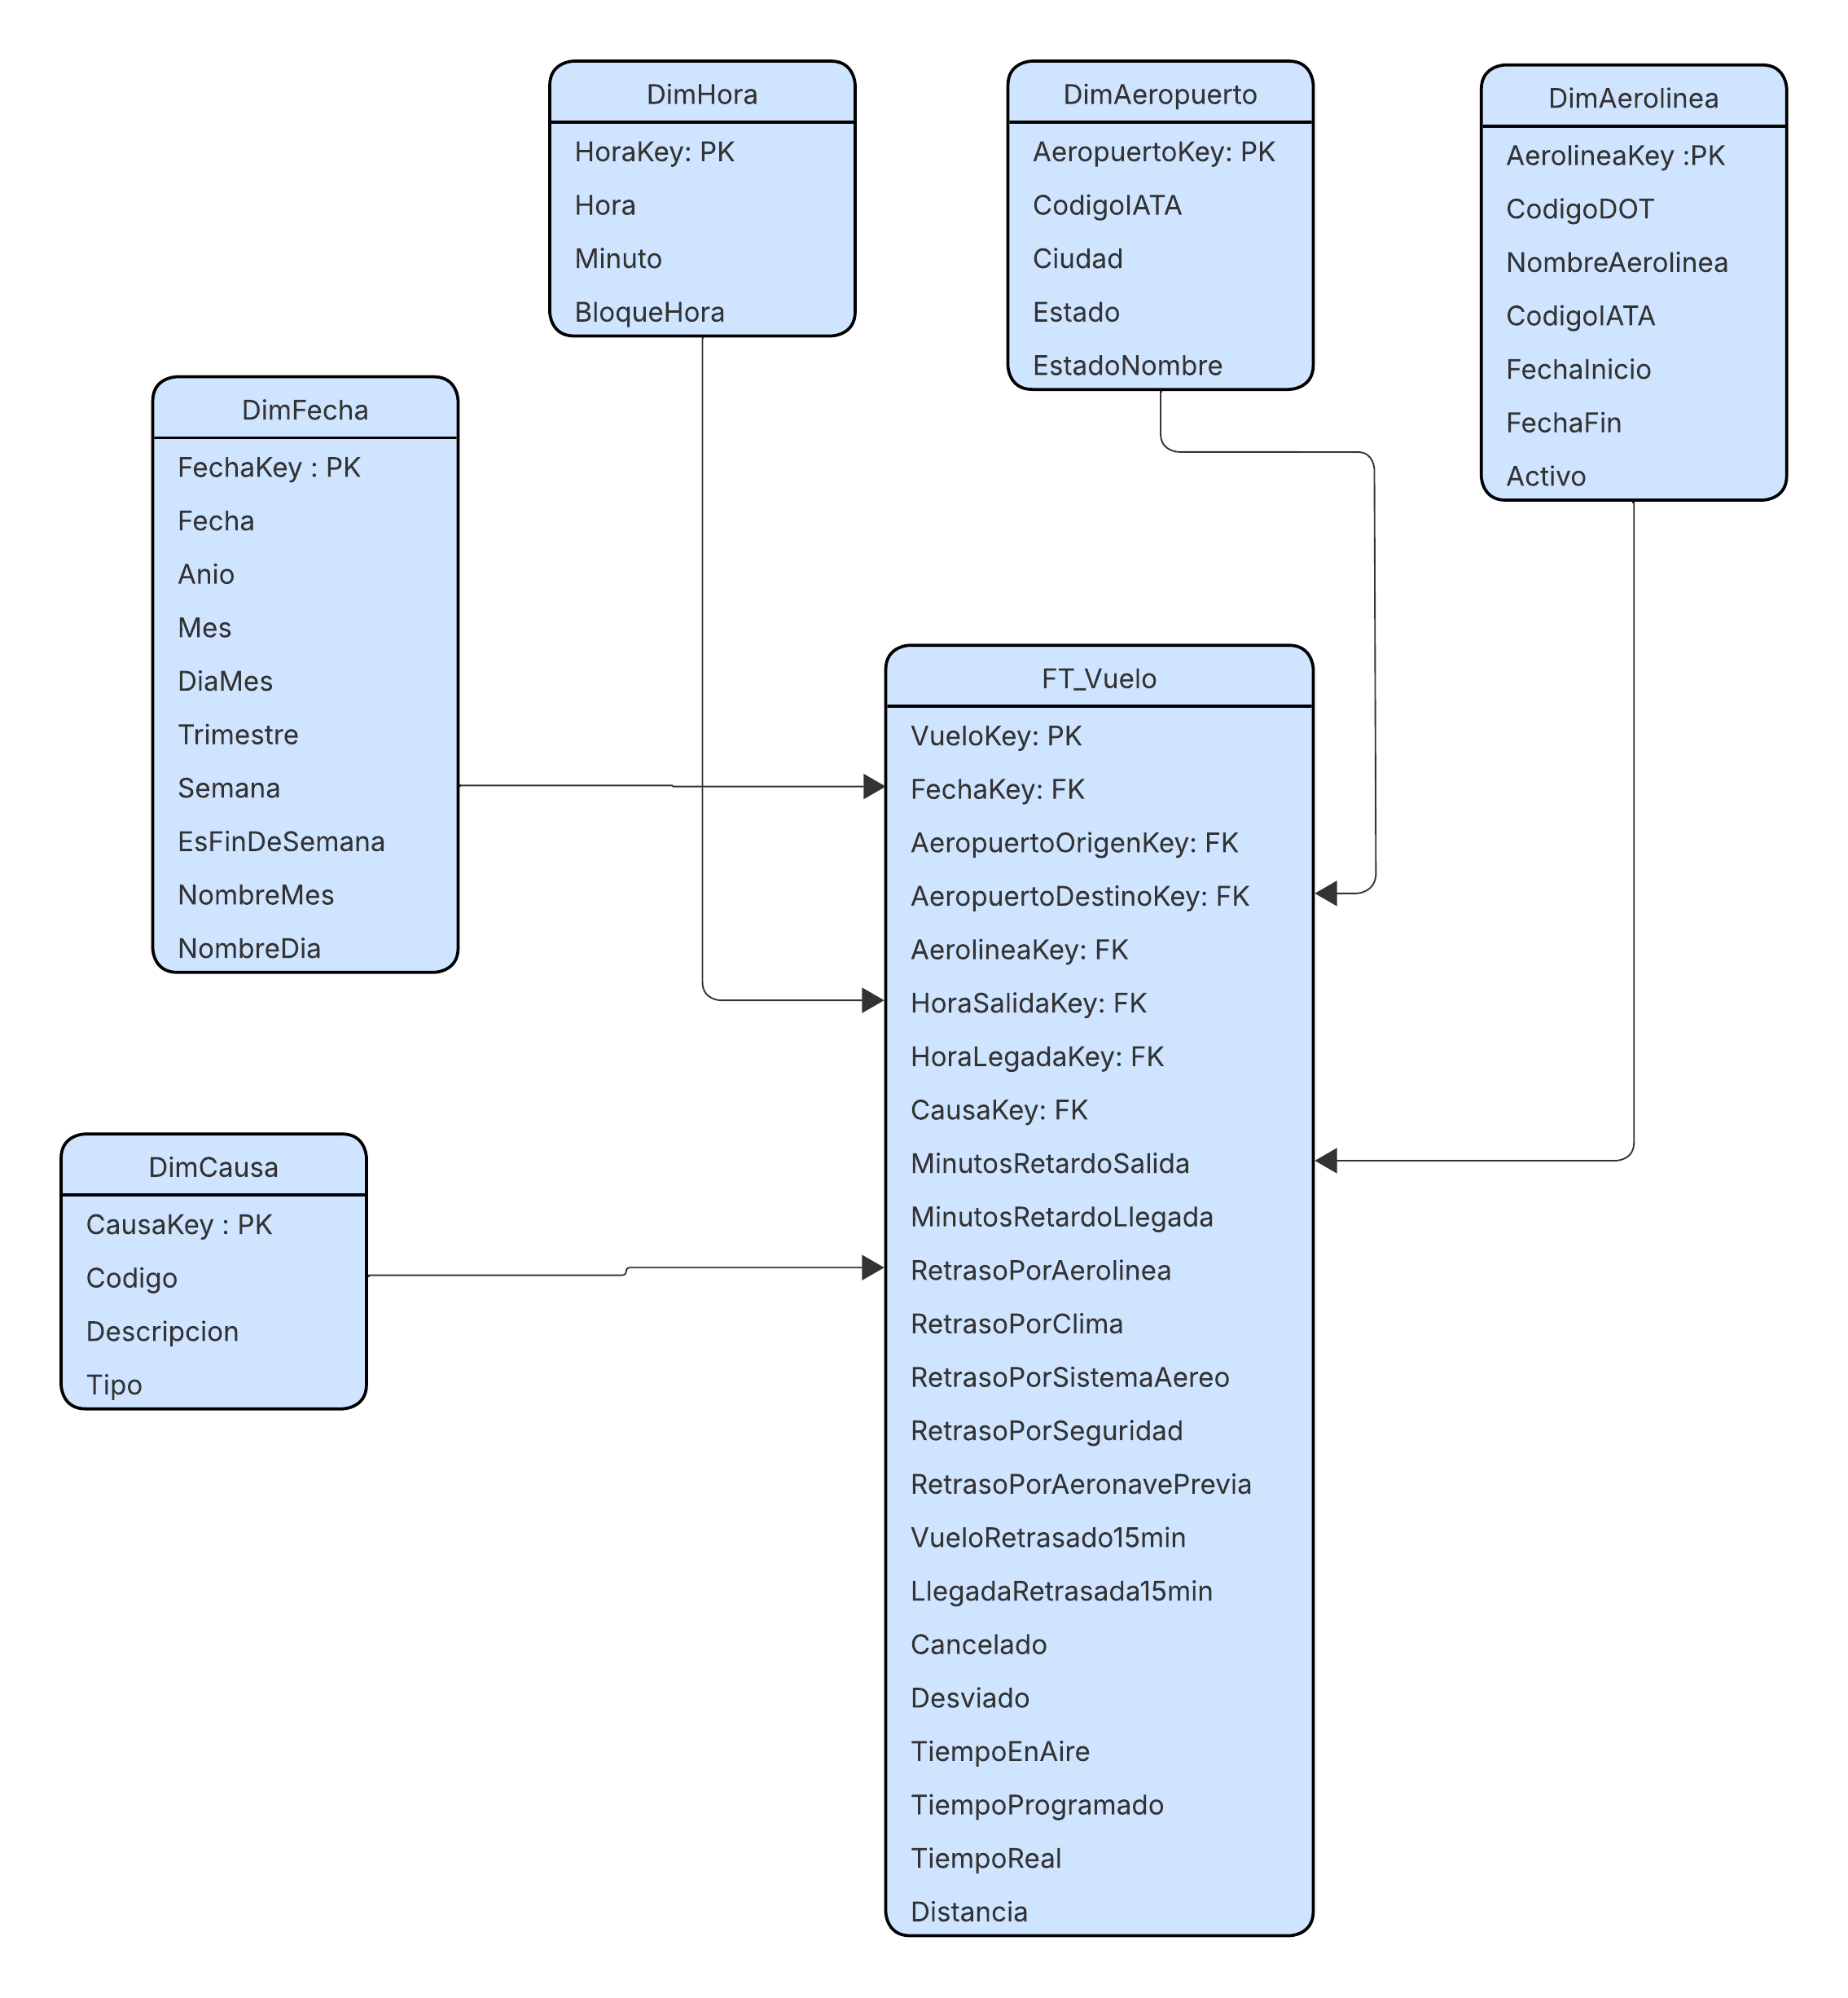 DimHora
HoraKey: PK
Hora
Minuto
BloqueHora
DimAeropuerto
AeropuertoKey: PK
CodigoIATA
Ciudad
Estado
EstadoNombre
DimAerolinea
AerolineaKey :PK
CodigoDOT
NombreAerolinea
CodigoIATA
FechaInicio
FechaFin
Activo
DimFecha
FechaKey : PK
Fecha
Anio
Mes
DiaMes
Trimestre
Semana
EsFinDeSemana
NombreMes
NombreDia
FT_Vuelo
VueloKey: PK
FechaKey: FK
AeropuertoOrigenKey: FK
AeropuertoDestinoKey: FK
AerolineaKey: FK
HoraSalidaKey: FK
HoraLegadaKey: FK
CausaKey: FK
MinutosRetardoSalida
MinutosRetardoLlegada
RetrasoPorAerolinea
RetrasoPorClima
RetrasoPorSistemaAereo
RetrasoPorSeguridad
RetrasoPorAeronavePrevia
VueloRetrasado15min
LlegadaRetrasada15min
Cancelado
Desviado
TiempoEnAire
TiempoProgramado
TiempoReal
Distancia
DimCausa
CausaKey : PK
Codigo
Descripcion
Tipo